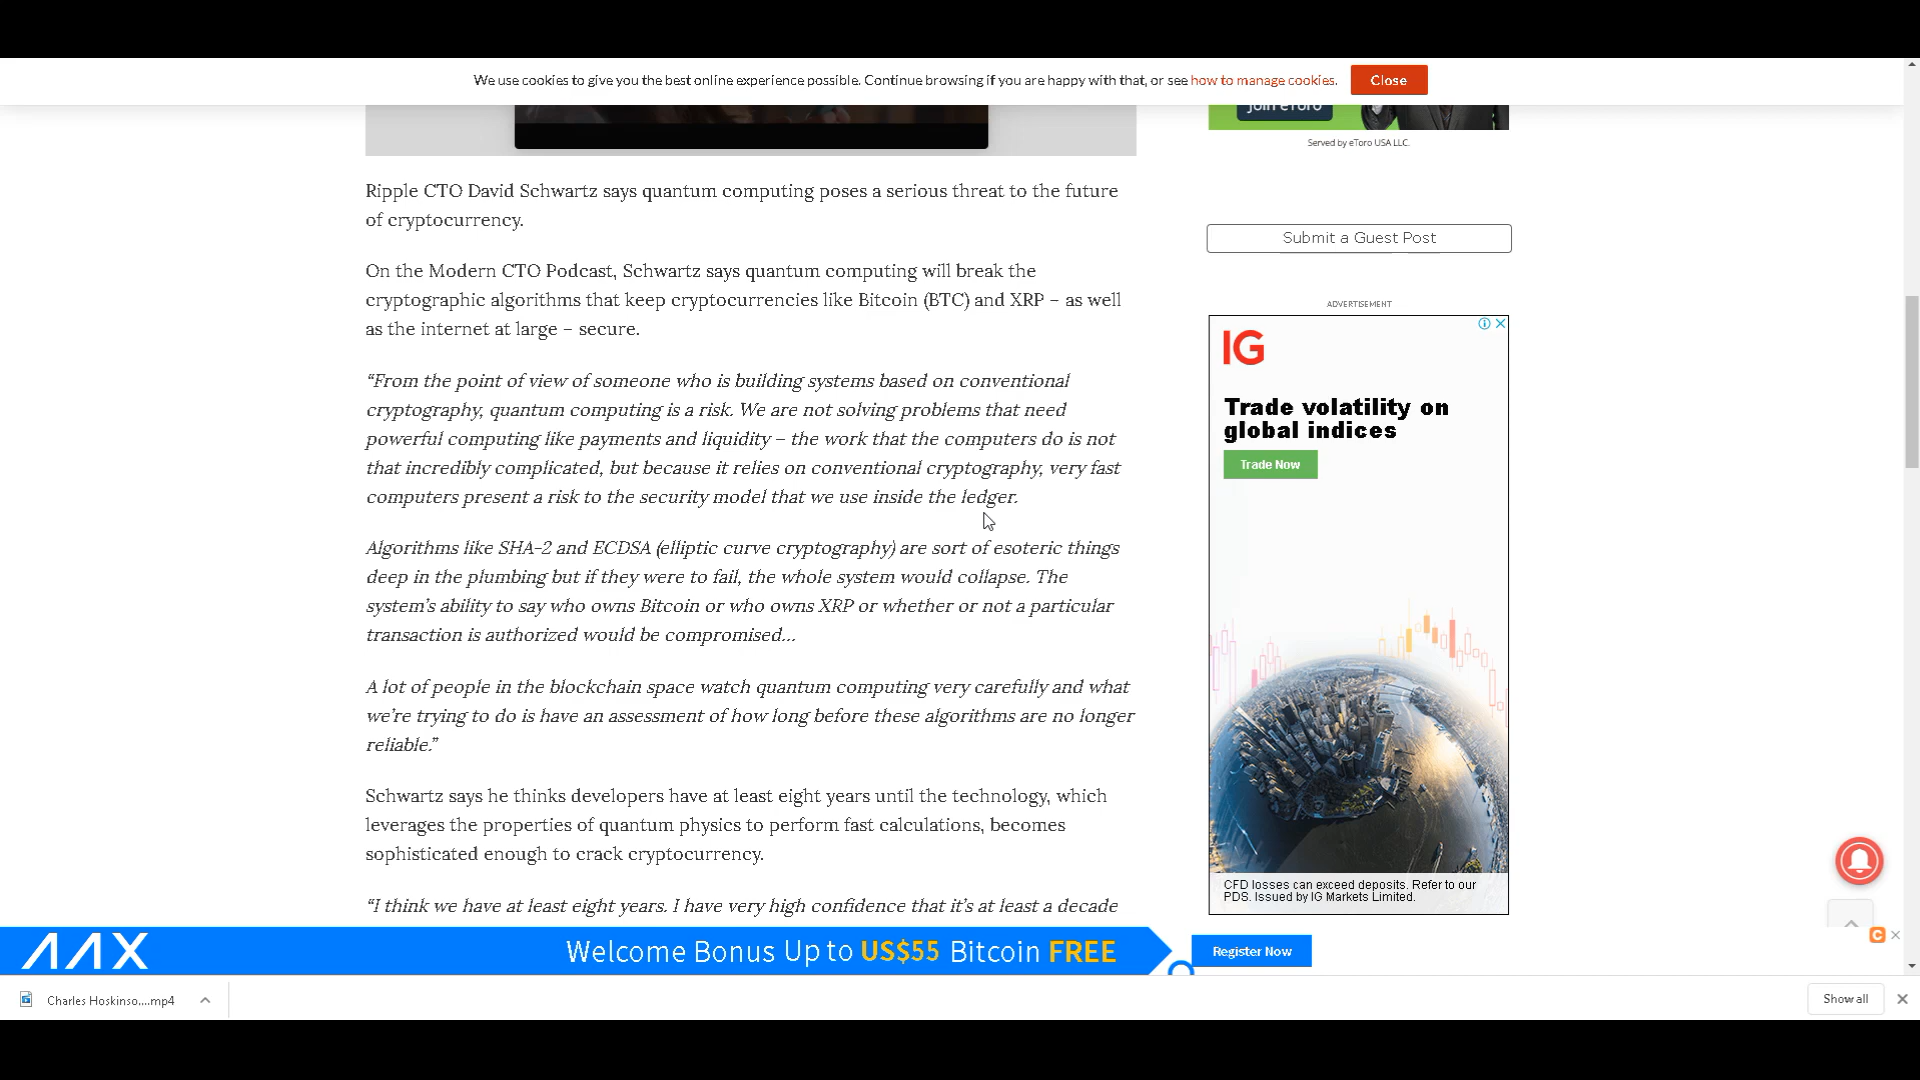 We use cookies to give you the best online experience possible. Continue browsing if you are happy with that, or see how to manage cookies.
Close
Join eToro
Served by eToro USA LLC.
Ripple CTO David Schwartz says quantum computing poses a serious threat to the future
of cryptocurrency.
On the Modern CTO Podcast, Schwartz says quantum computing will break the
cryptographic algorithms that keep cryptocurrencies like Bitcoin (BTC) and XRP – as well
as the internet at large – secure.
“From the point of view of someone who is building systems based on conventional
cryptography, quantum computing is a risk. We are not solving problems that need
powerful computing like payments and liquidity – the work that the computers do is not
that incredibly complicated, but because it relies on conventional cryptography, very fast
computers present a risk to the security model that we use inside the ledger.
Algorithms like SHA-2 and ECDSA (elliptic curve cryptography) are sort of esoteric things
deep in the plumbing but if they were to fail, the whole system would collapse. The
system’s ability to say who owns Bitcoin or who owns XRP or whether or not a particular
transaction is authorized would be compromised…
A lot of people in the blockchain space watch quantum computing very carefully and what
we’re trying to do is have an assessment of how long before these algorithms are no longer
reliable.”
Schwartz says he thinks developers have at least eight years until the technology, which
leverages the properties of quantum physics to perform fast calculations, becomes
sophisticated enough to crack cryptocurrency.
“I think we have at least eight years. I have very high confidence that it’s at least a decade
Submit a Guest Post
ADVERTISEMENT
IG
Trade volatility on
global indices
Trade Now
CFD losses can exceed deposits. Refer to our
PDS. Issued by IG Markets Limited.
AAX
Welcome Bonus Up to US$55 Bitcoin FREE
Register Now
Charles Hoskinso....mp4
Show all